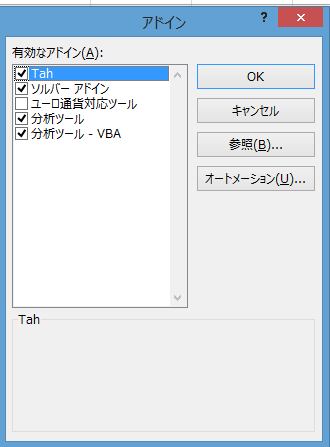 アドイン
?
有効なアドイン(A):
Tah
ソルバー アドイン
ユーロ通貨対応ツール
分析ツール
分析ツール - VBA
OK
キャンセル
参照(B)...
オートメーション(U)...
Tah